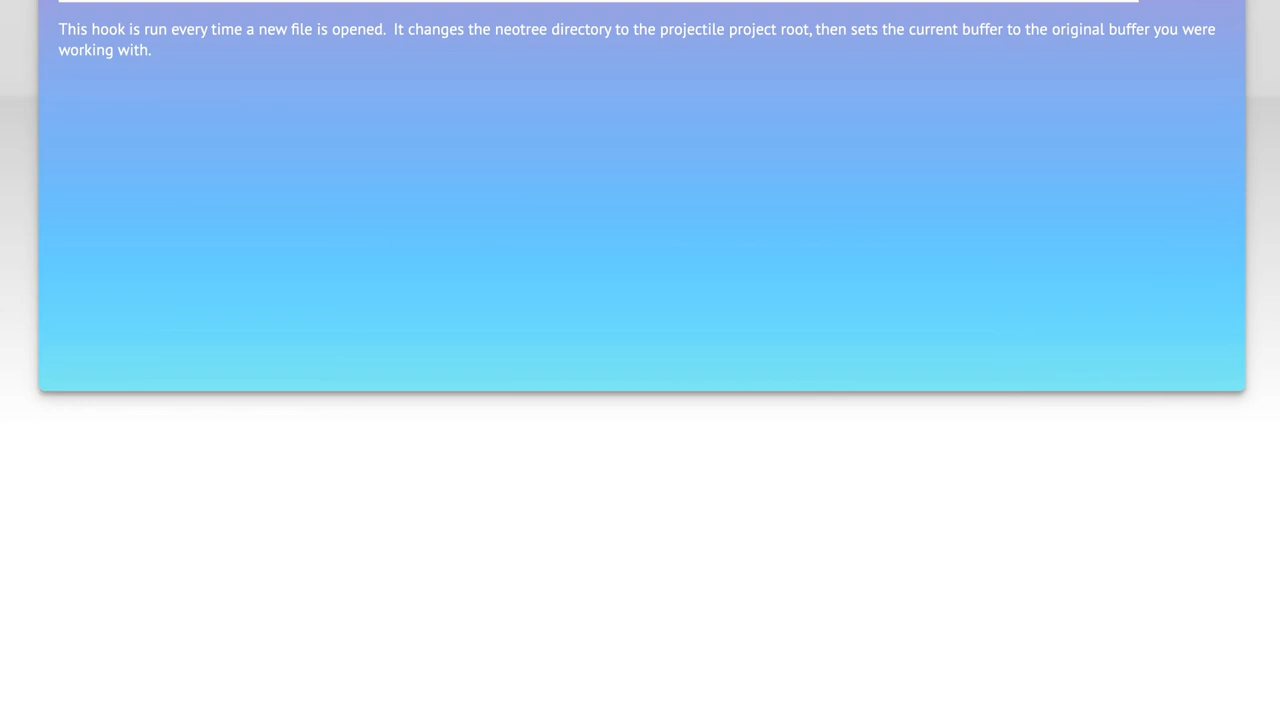 This hook is run every time a new file is opened.  It changes the neotree directory to the projectile project root, then sets the current buffer to the original buffer you were
working with.